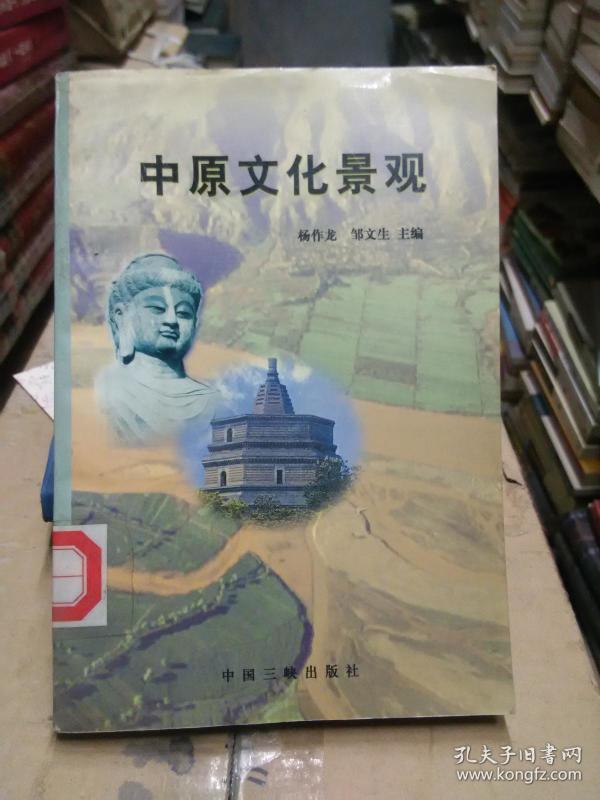 中原文化景观
杨作龙 邹文生 主编
中国三峡出版社
孔夫子旧书网
www.kongfz.com